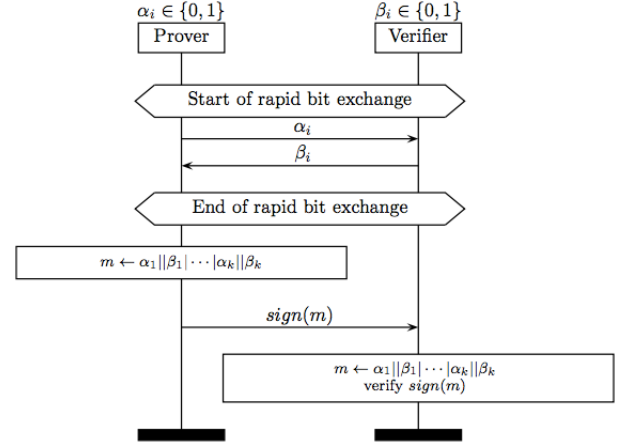 αᵢ ∈ {0, 1} βᵢ ∈ {0, 1}
Prover Verifier
Start of rapid bit exchange
αᵢ
βᵢ
End of rapid bit exchange
m ← α₁||β₁| ··· |αₖ||βₖ
sign(m)
m ← α₁||β₁| ··· |αₖ||βₖ
verify sign(m)